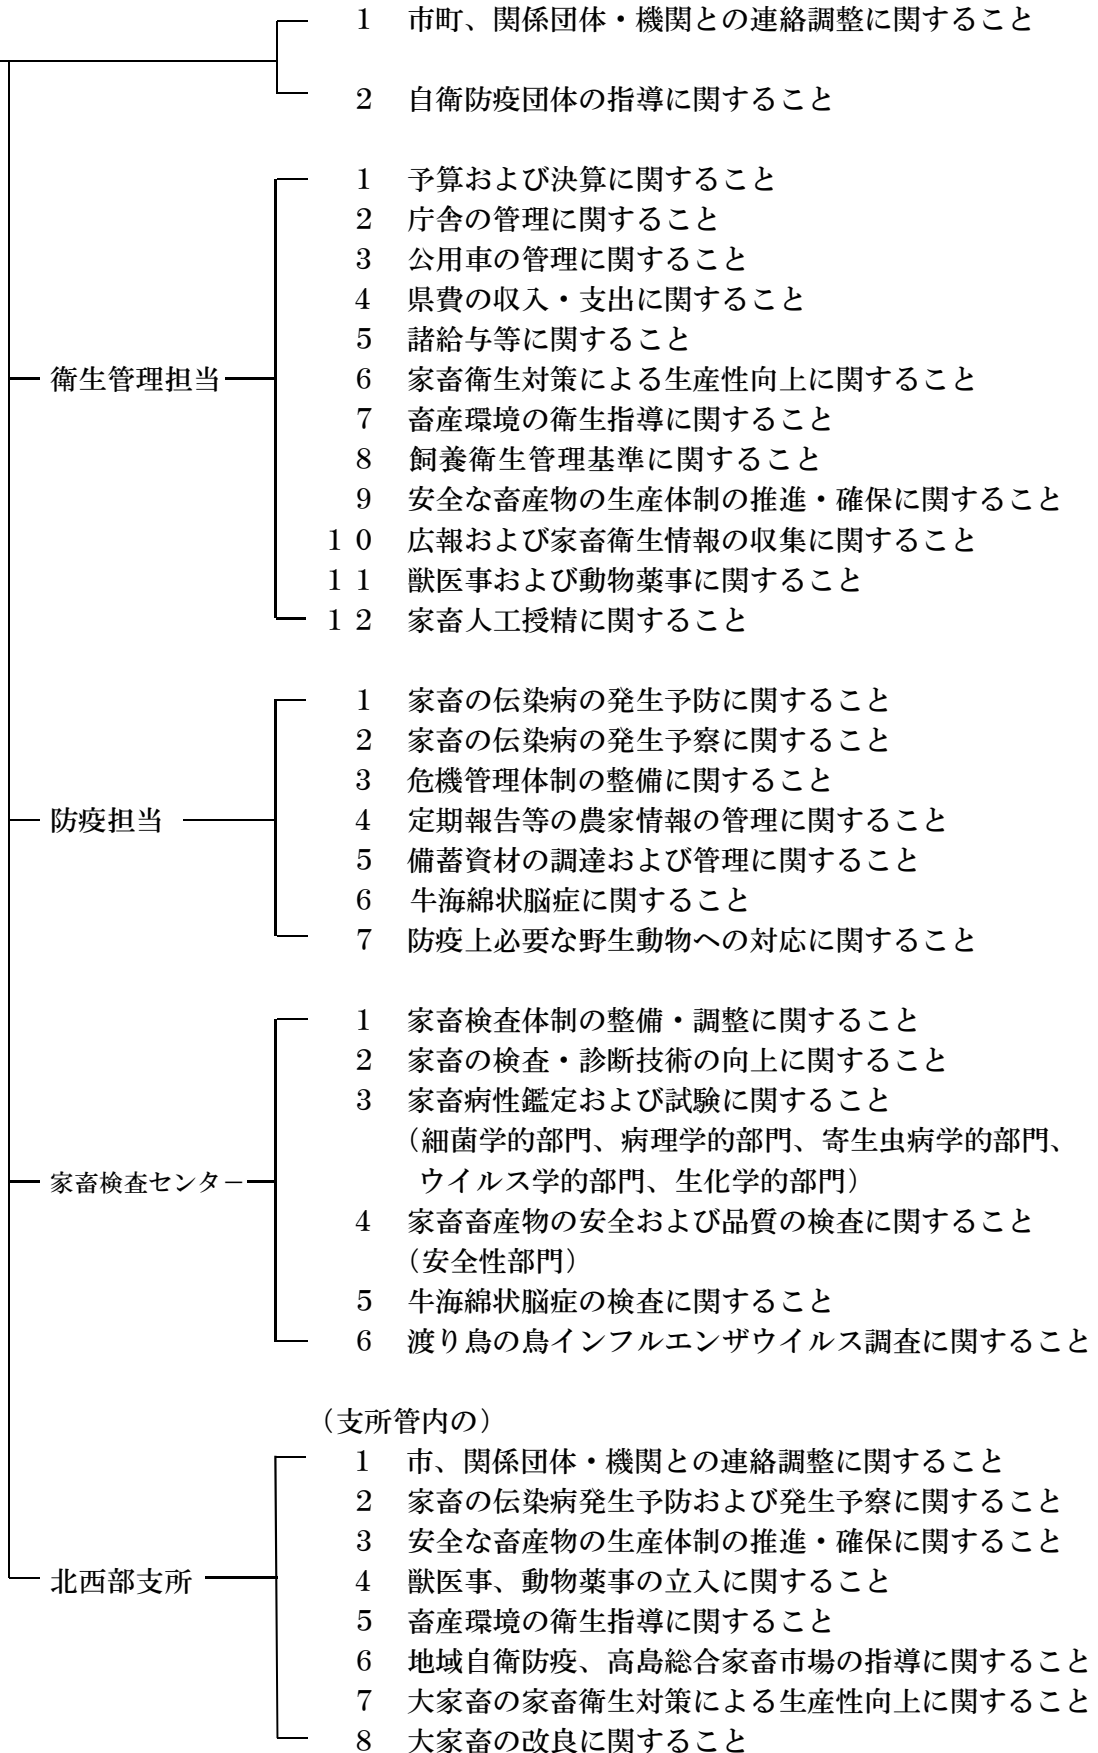 １　市町、関係団体・機関との連絡調整に関すること
２　自衛防疫団体の指導に関すること
１　予算および決算に関すること
２　庁舎の管理に関すること
３　公用車の管理に関すること
４　県費の収入・支出に関すること
５　諸給与等に関すること
衛生管理担当
６　家畜衛生対策による生産性向上に関すること
７　畜産環境の衛生指導に関すること
８　飼養衛生管理基準に関すること
９　安全な畜産物の生産体制の推進・確保に関すること
１０　広報および家畜衛生情報の収集に関すること
１１　獣医事および動物薬事に関すること
１２　家畜人工授精に関すること
１　家畜の伝染病の発生予防に関すること
２　家畜の伝染病の発生予察に関すること
３　危機管理体制の整備に関すること
防疫担当
４　定期報告等の農家情報の管理に関すること
５　備蓄資材の調達および管理に関すること
６　牛海綿状脳症に関すること
７　防疫上必要な野生動物への対応に関すること
１　家畜検査体制の整備・調整に関すること
２　家畜の検査・診断技術の向上に関すること
３　家畜病性鑑定および試験に関すること
（細菌学的部門、病理学的部門、寄生虫病学的部門、
家畜検査センター
ウイルス学的部門、生化学的部門）
４　家畜畜産物の安全および品質の検査に関すること
（安全性部門）
５　牛海綿状脳症の検査に関すること
６　渡り鳥の鳥インフルエンザウイルス調査に関すること
（支所管内の）
１　市、関係団体・機関との連絡調整に関すること
２　家畜の伝染病発生予防および発生予察に関すること
３　安全な畜産物の生産体制の推進・確保に関すること
北西部支所
４　獣医事、動物薬事の立入に関すること
５　畜産環境の衛生指導に関すること
６　地域自衛防疫、高島総合家畜市場の指導に関すること
７　大家畜の家畜衛生対策による生産性向上に関すること
８　大家畜の改良に関すること